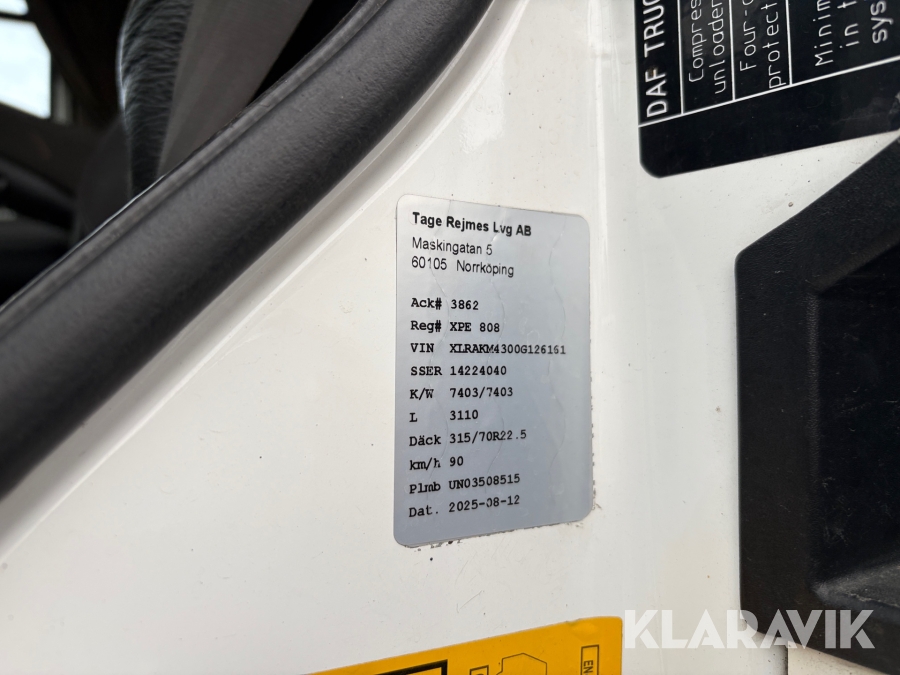 DAF TRUC
Compres
unloader
Four-c
protect
Minim
in t
syst
Tage Rejmes Lvg AB
Maskingatan 5
60105 Norrköping
Ack# 3862
Reg# XPE 808
VIN XLRAKM4300G126161
SSER 14224040
K/W 7403/7403
L 3110
Däck 315/70R22.5
km/h 90
Plmb UN03508515
Dat. 2025-08-12
EN
KLARAVIK